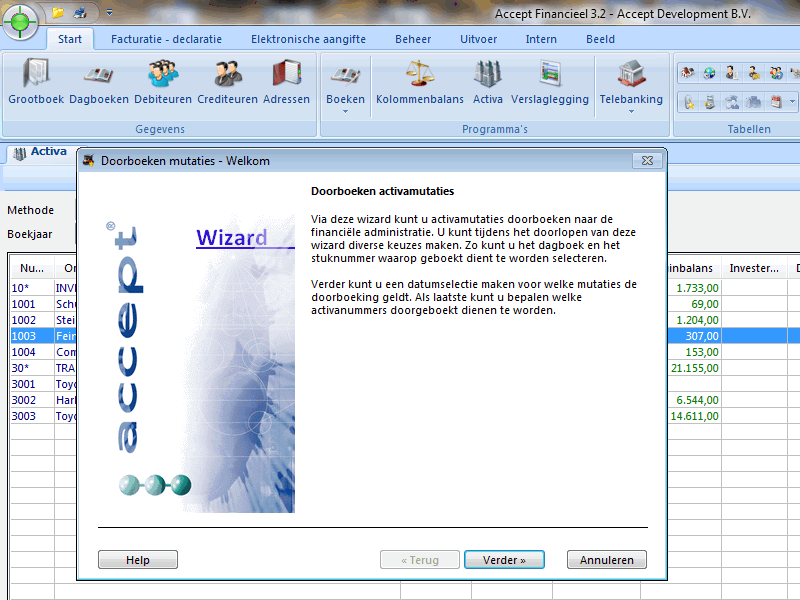 Accept Financieel 3.2 - Accept Development B.V.
Start Facturatie - declaratie Elektronische aangifte Beheer Uitvoer Intern Beeld
Grootboek Dagboeken Debiteuren Crediteuren Adressen Boeken Kolommenbalans Activa Verslaglegging Telebanking
Gegevens Programma's Tabellen
Activa
Doorboeken mutaties - Welkom
Methode
Boekjaar
Doorboeken activamutaties
Via deze wizard kunt u activamutaties doorboeken naar de
financiële administratie. U kunt tijdens het doorlopen van deze
wizard diverse keuzes maken. Zo kunt u het dagboek en het
stuknummer waarop geboekt dient te worden selecteren.
Verder kunt u een datumselectie maken voor welke mutaties de
doorboeking geldt. Als laatste kunt u bepalen welke
activanummers doorgeboekt dienen te worden.
Wizard
accept®
Nu... inbalans Invester...
10* INV 1.733,00
1001 Sch 69,00
1002 Stei 1.204,00
1003 Fein 307,00
1004 Com 153,00
30* TRA 21.155,00
3001 Toyo
3002 Harl 6.544,00
3003 Toyo 14.611,00
Help « Terug Verder » Annuleren